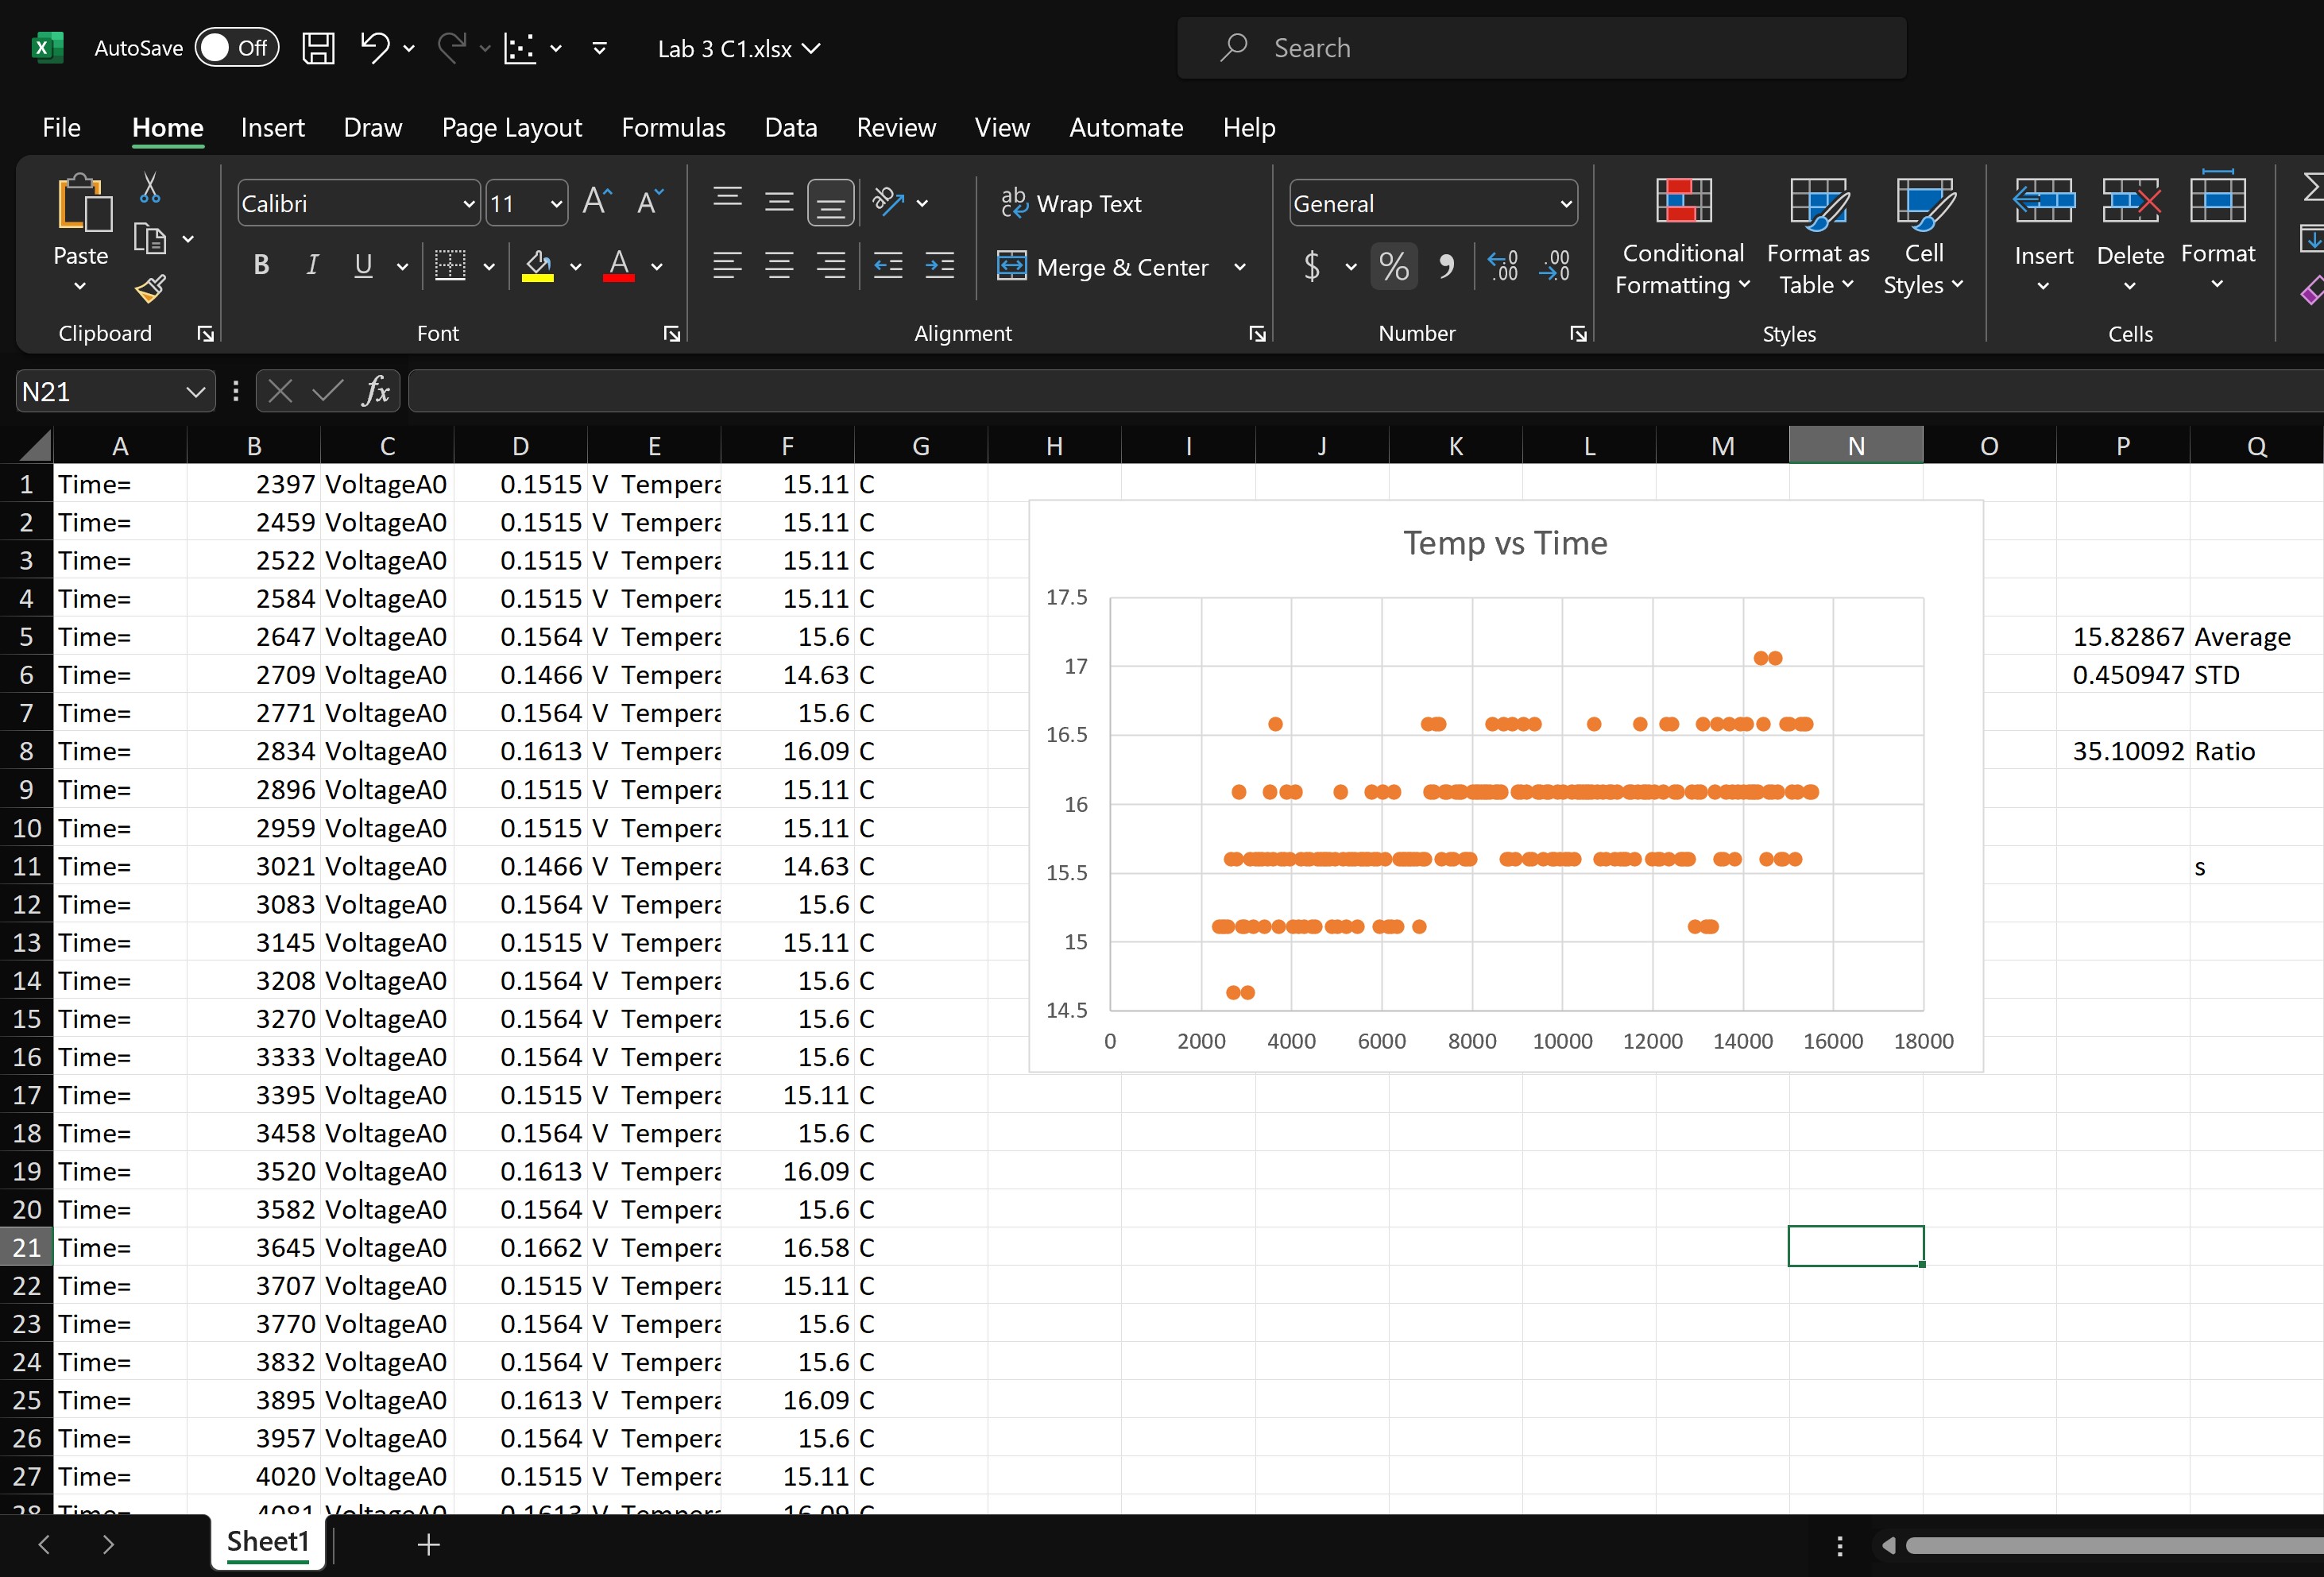 AutoSave Off Lab 3 C1.xlsx Search
File Home Insert Draw Page Layout Formulas Data Review View Automate Help
Paste Calibri 11 Wrap Text General Conditional Formatting Format as Table Cell Styles Insert Delete Format
B I U Merge & Center $ %
Clipboard Font Alignment Number Styles Cells
N21 fx
A B C D E F G H I J K L M N O P Q
1 Time= 2397 VoltageA0 0.1515 V Tempera 15.11 C
2 Time= 2459 VoltageA0 0.1515 V Tempera 15.11 C
3 Time= 2522 VoltageA0 0.1515 V Tempera 15.11 C
4 Time= 2584 VoltageA0 0.1515 V Tempera 15.11 C
5 Time= 2647 VoltageA0 0.1564 V Tempera 15.6 C 15.82867 Average
6 Time= 2709 VoltageA0 0.1466 V Tempera 14.63 C 0.450947 STD
7 Time= 2771 VoltageA0 0.1564 V Tempera 15.6 C
8 Time= 2834 VoltageA0 0.1613 V Tempera 16.09 C 35.10092 Ratio
9 Time= 2896 VoltageA0 0.1515 V Tempera 15.11 C
10 Time= 2959 VoltageA0 0.1515 V Tempera 15.11 C
11 Time= 3021 VoltageA0 0.1466 V Tempera 14.63 C s
12 Time= 3083 VoltageA0 0.1564 V Tempera 15.6 C
13 Time= 3145 VoltageA0 0.1515 V Tempera 15.11 C
14 Time= 3208 VoltageA0 0.1564 V Tempera 15.6 C
15 Time= 3270 VoltageA0 0.1564 V Tempera 15.6 C
16 Time= 3333 VoltageA0 0.1564 V Tempera 15.6 C
17 Time= 3395 VoltageA0 0.1515 V Tempera 15.11 C
18 Time= 3458 VoltageA0 0.1564 V Tempera 15.6 C
19 Time= 3520 VoltageA0 0.1613 V Tempera 16.09 C
20 Time= 3582 VoltageA0 0.1564 V Tempera 15.6 C
21 Time= 3645 VoltageA0 0.1662 V Tempera 16.58 C
22 Time= 3707 VoltageA0 0.1515 V Tempera 15.11 C
23 Time= 3770 VoltageA0 0.1564 V Tempera 15.6 C
24 Time= 3832 VoltageA0 0.1564 V Tempera 15.6 C
25 Time= 3895 VoltageA0 0.1613 V Tempera 16.09 C
26 Time= 3957 VoltageA0 0.1564 V Tempera 15.6 C
27 Time= 4020 VoltageA0 0.1515 V Tempera 15.11 C
28 Time= 4081 VoltageA0 0.1613 V Tempera 16.09 C
Temp vs Time
17.5
17
16.5
16
15.5
15
14.5
0 2000 4000 6000 8000 10000 12000 14000 16000 18000
Sheet1